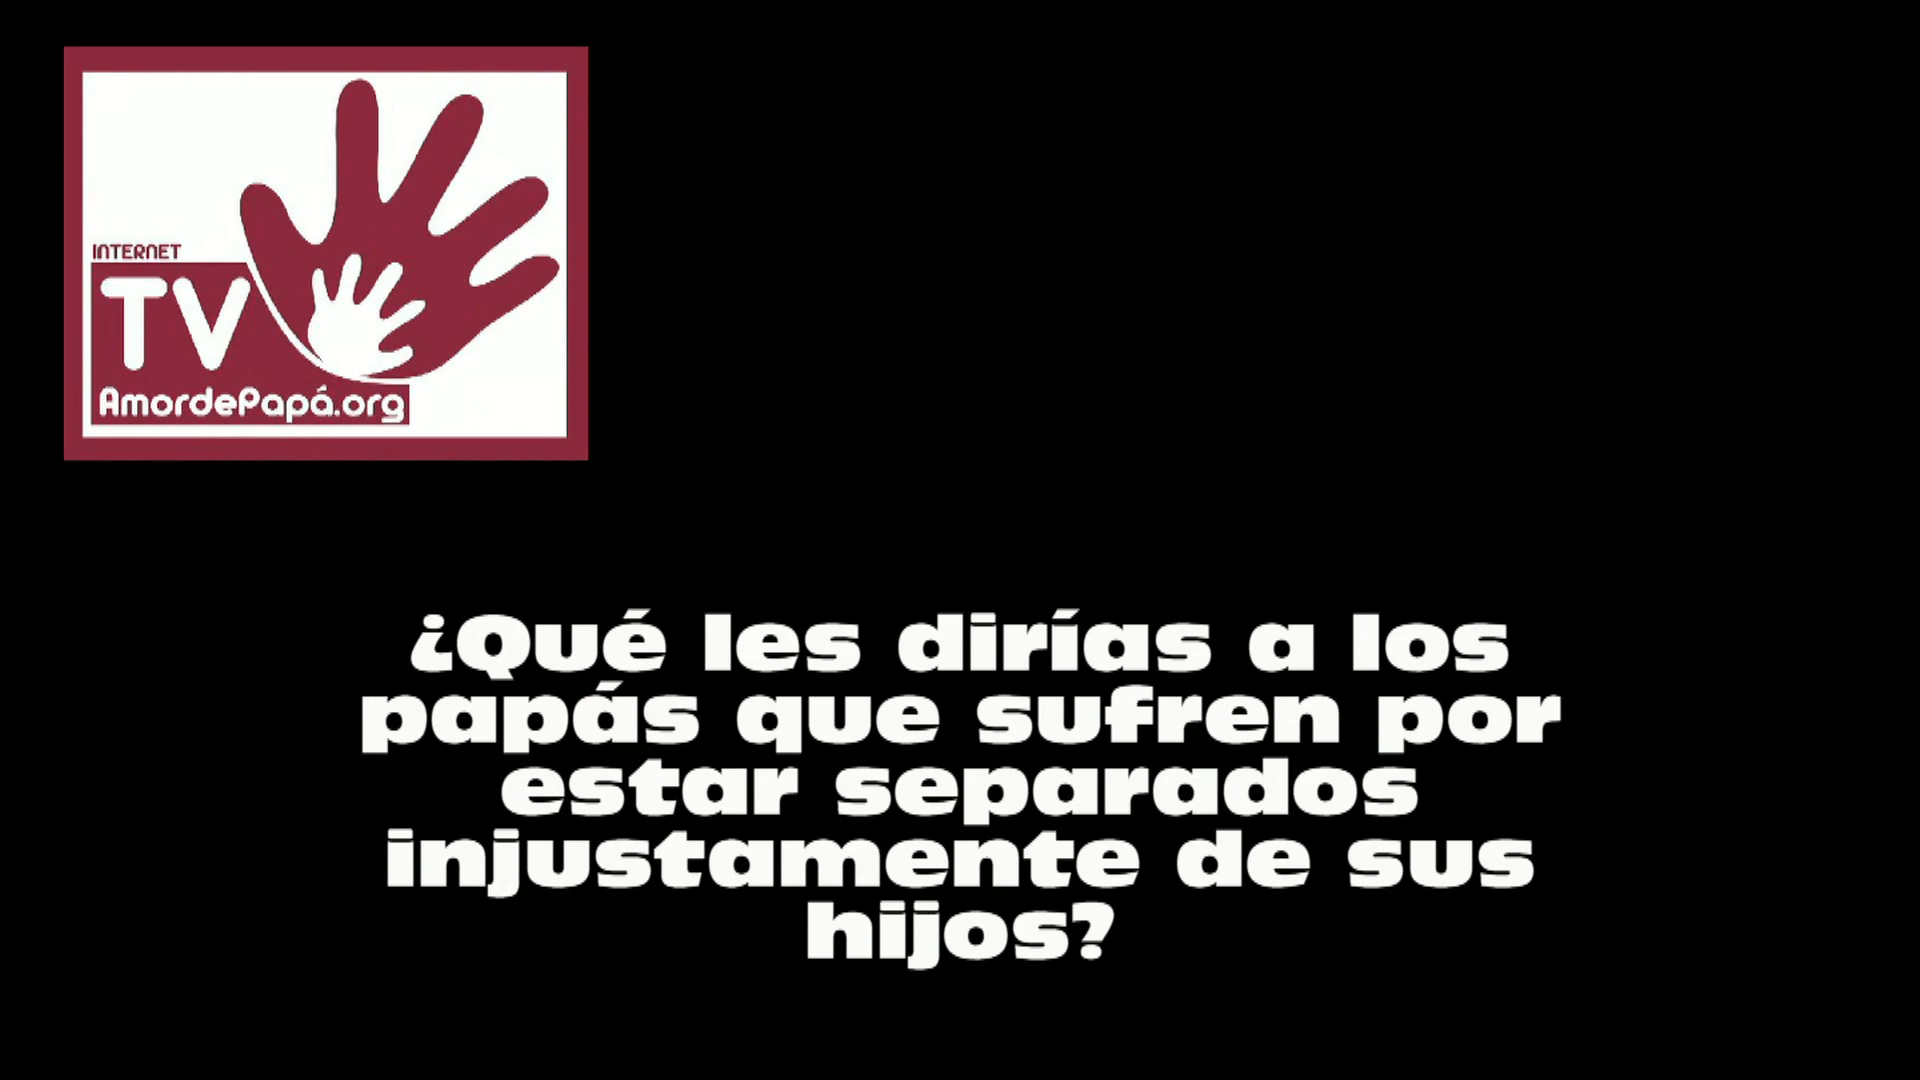 INTERNET
TV
AmordePapá.org
¿Qué les dirías a los
papás que sufren por
estar separados
injustamente de sus
hijos?